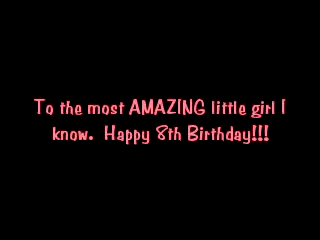 To the most AMAZING little girl I
know.  Happy 8th Birthday!!!